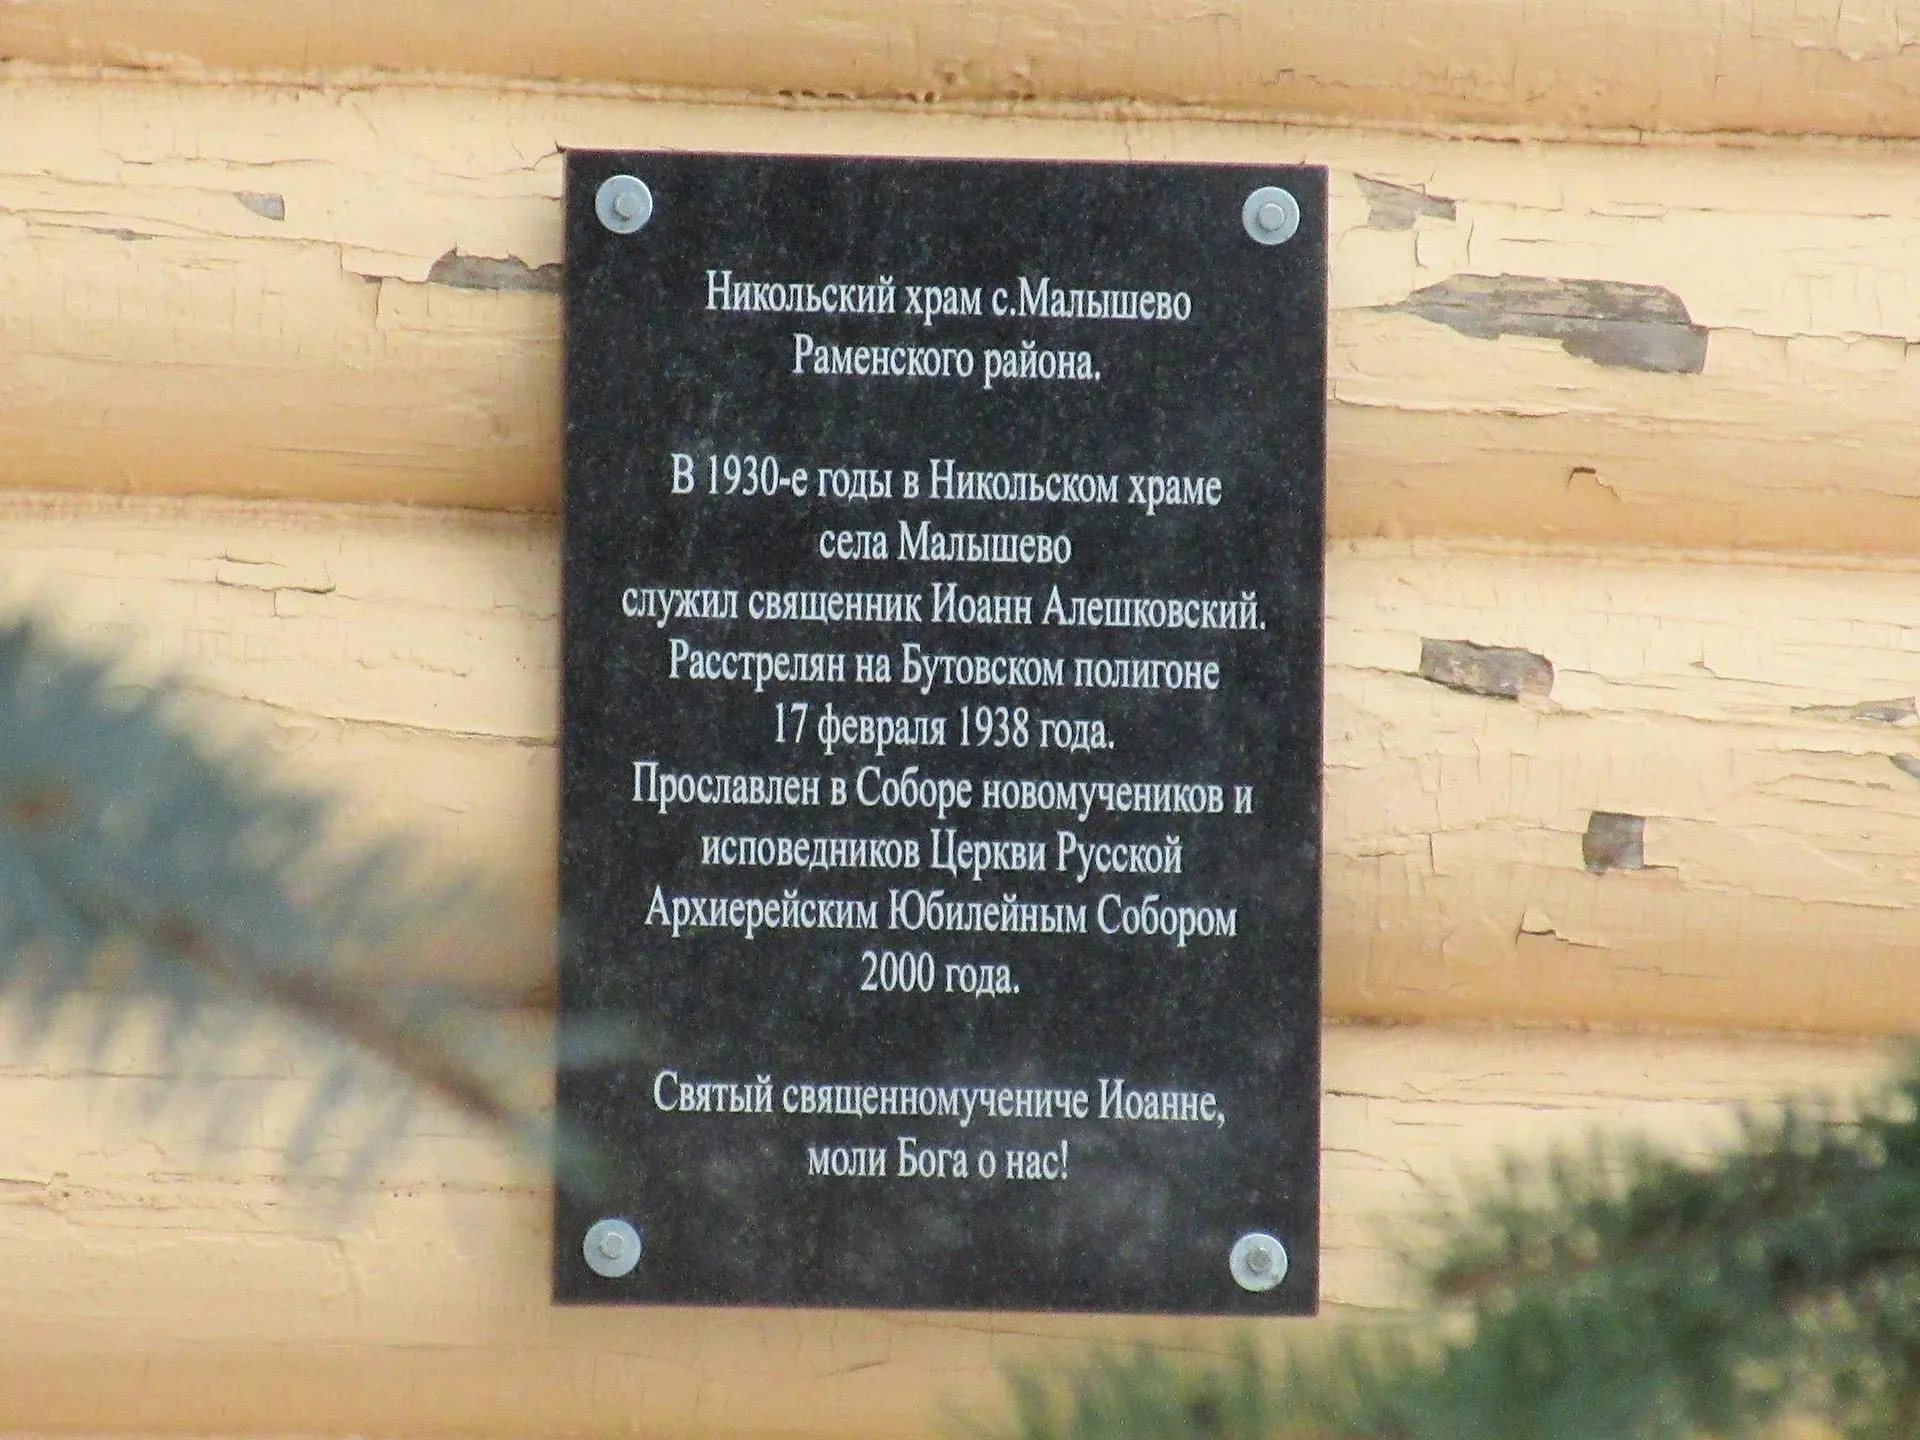 Никольский храм с.Малышево
Раменского района.
В 1930-е годы в Никольском храме
села Малышево
служил священник Иоанн Алешковский.
Расстрелян на Бутовском полигоне
17 февраля 1938 года.
Прославлен в Соборе новомучеников и
исповедников Церкви Русской
Архиерейским Юбилейным Собором
2000 года.
Святый священномучениче Иоанне,
моли Бога о нас!